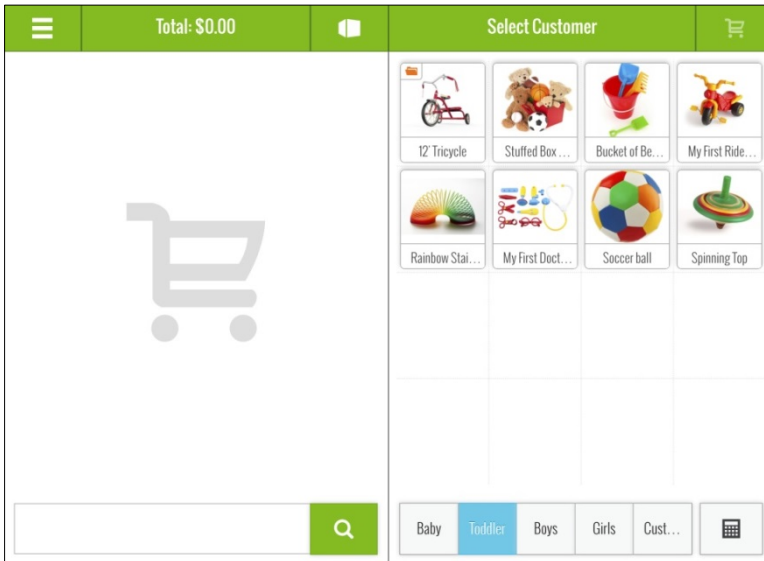 Total: $0.00
Select Customer
12' Tricycle
Stuffed Box ...
Bucket of Be...
My First Ride...
Rainbow Stai...
My First Doct...
Soccer ball
Spinning Top
Baby
Toddler
Boys
Girls
Cust...